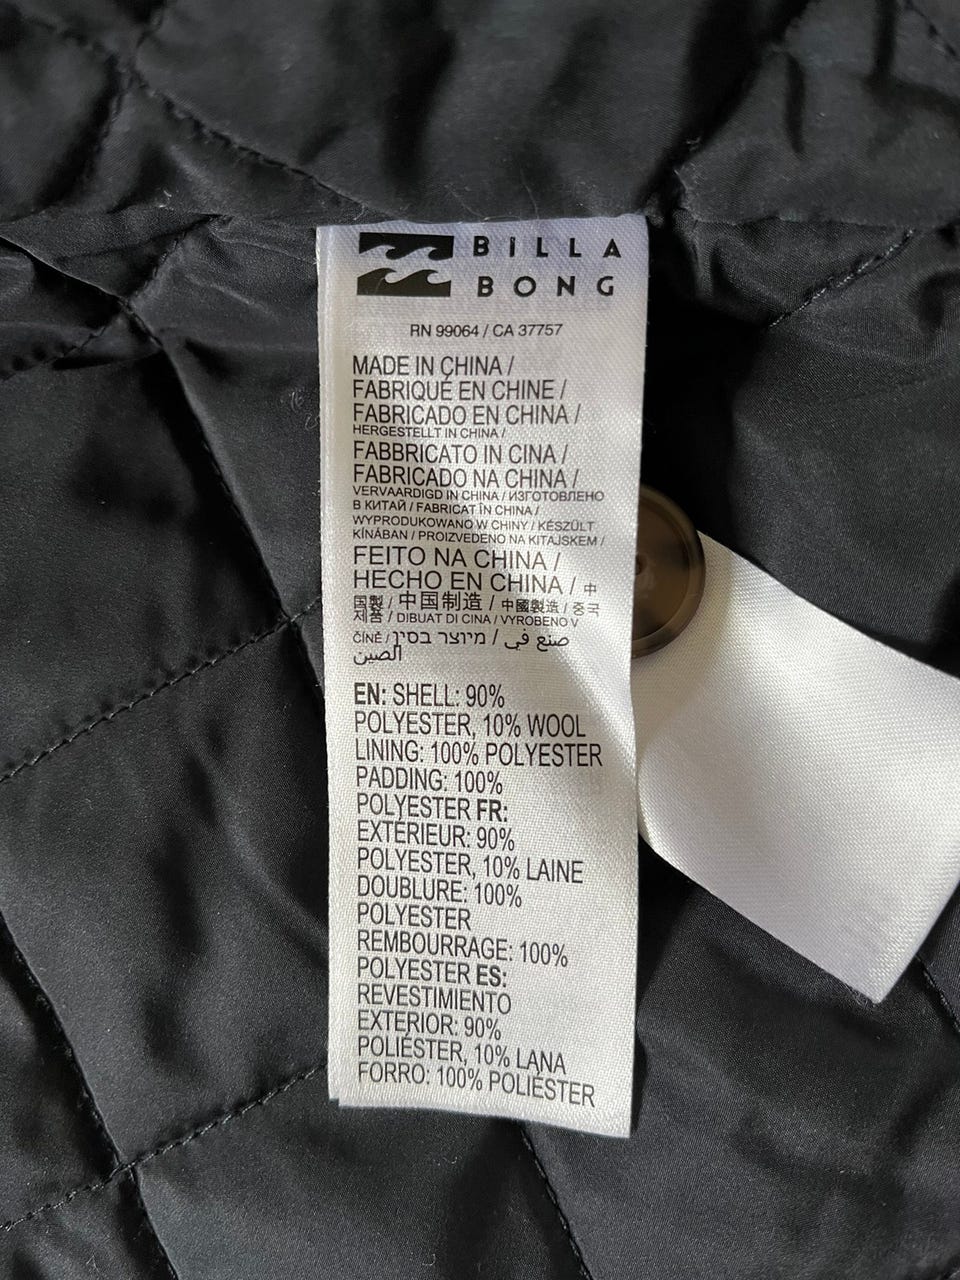 BILLA
BONG
RN 99064 / CA 37757
MADE IN CHINA /
FABRIQUÉ EN CHINE /
FABRICADO EN CHINA /
HERGESTELLT IN CHINA /
FABBRICATO IN CINA /
FABRICADO NA CHINA /
VERVAARDIGD IN CHINA / ИЗГОТОВЛЕНО
В КИТАЙ / FABRICAT ÎN CHINA /
WYPRODUKOWANO W CHINY / KÉSZÜLT
KÍNÁBAN / PROIZVEDENO NA KITAJSKEM /
FEITO NA CHINA /
HECHO EN CHINA / 中
国製 / 中国制造 / 中國製造 / 중국
제품 / DIBUAT DI CINA / VYROBENO V
ČÍNĚ / מיוצר בסין / صنع في
الصين
EN: SHELL: 90%
POLYESTER, 10% WOOL
LINING: 100% POLYESTER
PADDING: 100%
POLYESTER FR:
EXTÉRIEUR: 90%
POLYESTER, 10% LAINE
DOUBLURE: 100%
POLYESTER
REMBOURRAGE: 100%
POLYESTER ES:
REVESTIMIENTO
EXTERIOR: 90%
POLIÉSTER, 10% LANA
FORRO: 100% POLIÉSTER